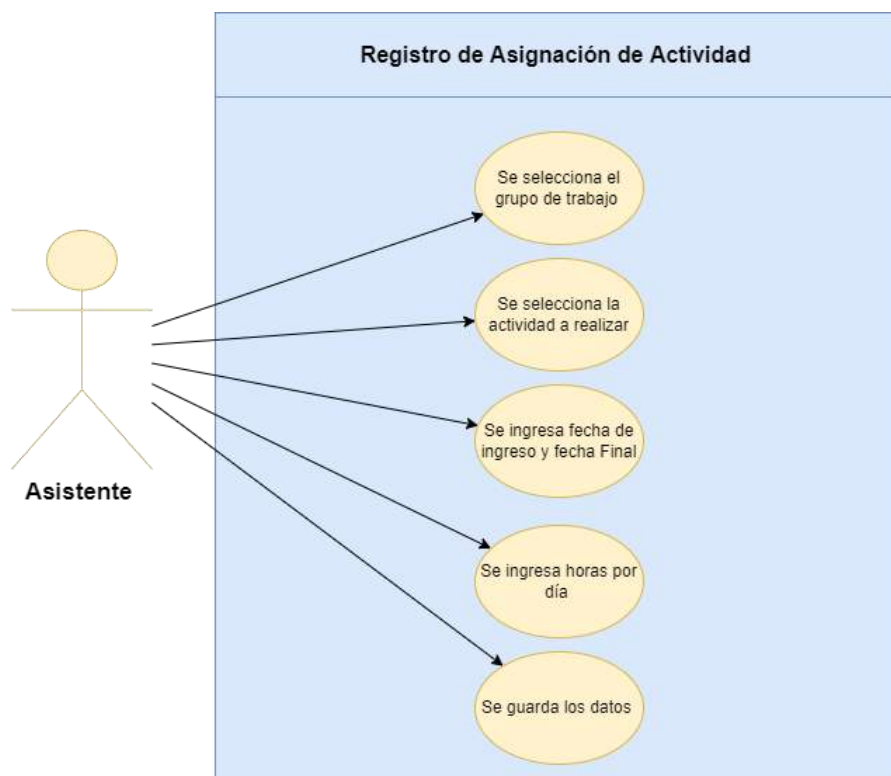 Registro de Asignación de Actividad
Se selecciona el
grupo de trabajo
Se selecciona la
actividad a realizar
Se ingresa fecha de
ingreso y fecha Final
Asistente
Se ingresa horas por
día
Se guarda los datos